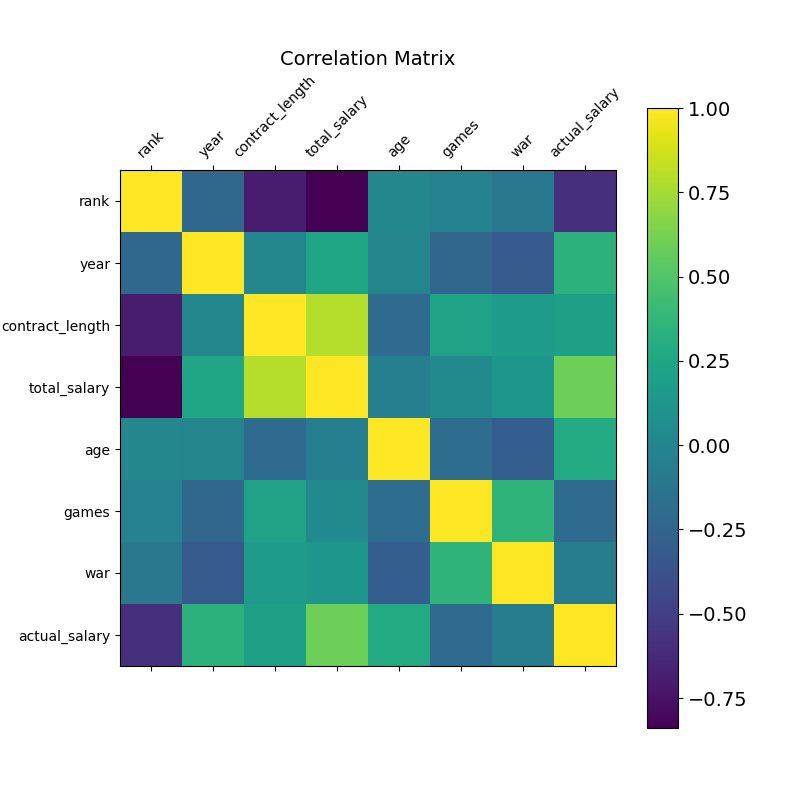 Correlation Matrix
rank
year
contract_length
total_salary
age
games
war
actual_salary
rank
year
contract_length
total_salary
age
games
war
actual_salary
1.00
0.75
0.50
0.25
0.00
−0.25
−0.50
−0.75